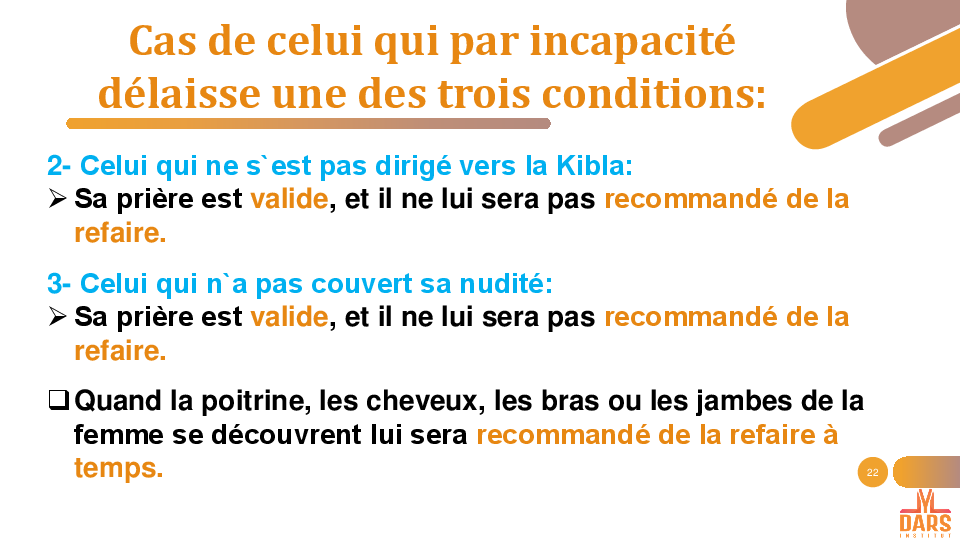 Cas de celui qui par incapacité
délaisse une des trois conditions:
2- Celui qui ne s`est pas dirigé vers la Kibla:
➢ Sa prière est valide, et il ne lui sera pas recommandé de la
refaire.
3- Celui qui n`a pas couvert sa nudité:
➢ Sa prière est valide, et il ne lui sera pas recommandé de la
refaire.
❑ Quand la poitrine, les cheveux, les bras ou les jambes de la
femme se découvrent lui sera recommandé de la refaire à
temps.
22
DARS
INSTITUT